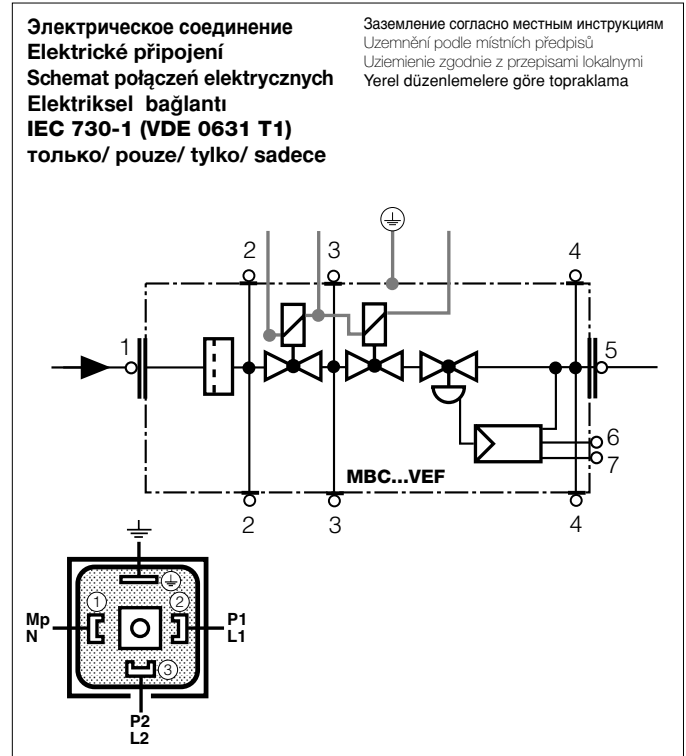 Электрическое соединение
Elektrické připojení
Schemat połączeń elektrycznych
Elektriksel bağlantı
IEC 730-1 (VDE 0631 T1)
только/ pouze/ tylko/ sadece
Заземление согласно местным инструкциям
Uzemnění podle místních předpisů
Uziemienie zgodnie z przepisami lokalnymi
Yerel düzenlemelere göre topraklama
2 3 4
1 5
6
7
MBC...VEF
2 3 4
1 2
Mp P1
N L1
3
P2
L2